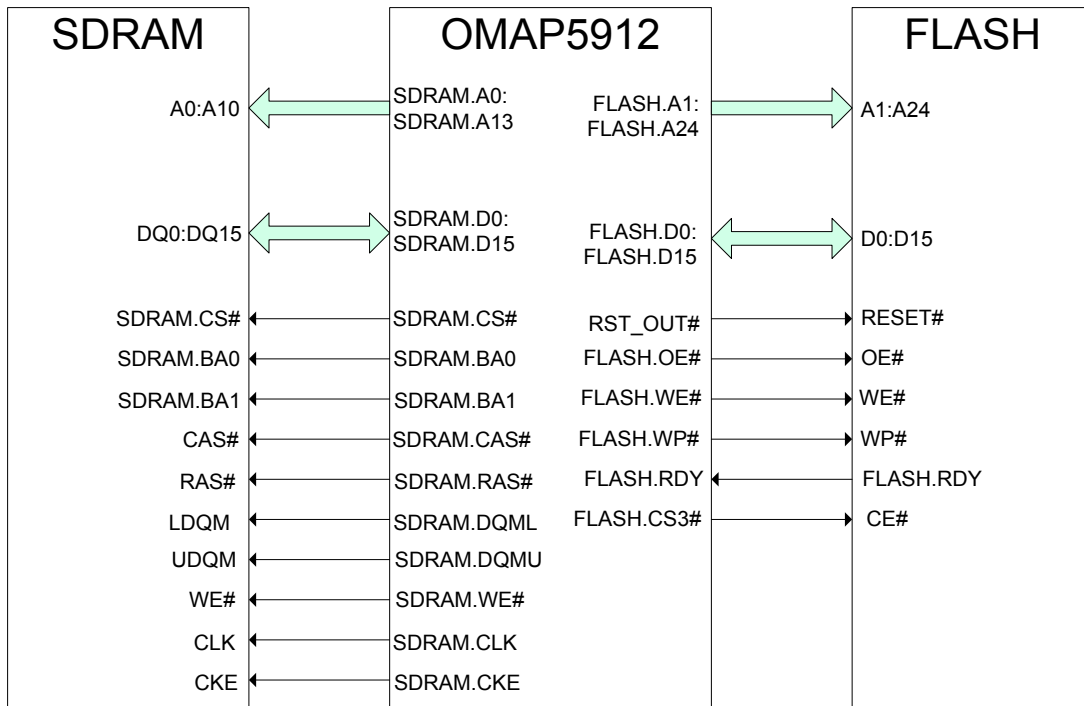 SDRAM
OMAP5912
FLASH
A0:A10
SDRAM.A0:
SDRAM.A13
FLASH.A1:
FLASH.A24
A1:A24
DQ0:DQ15
SDRAM.D0:
SDRAM.D15
FLASH.D0:
FLASH.D15
D0:D15
SDRAM.CS#
SDRAM.CS#
RST_OUT#
RESET#
SDRAM.BA0
SDRAM.BA0
FLASH.OE#
OE#
SDRAM.BA1
SDRAM.BA1
FLASH.WE#
WE#
CAS#
SDRAM.CAS#
FLASH.WP#
WP#
RAS#
SDRAM.RAS#
FLASH.RDY
FLASH.RDY
LDQM
SDRAM.DQML
FLASH.CS3#
CE#
UDQM
SDRAM.DQMU
WE#
SDRAM.WE#
CLK
SDRAM.CLK
CKE
SDRAM.CKE